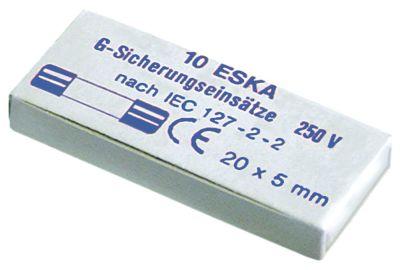 10 ESKA
G-Sicherungseinsätze 250 V
nach IEC 127-2-2
CE 20 x 5 mm